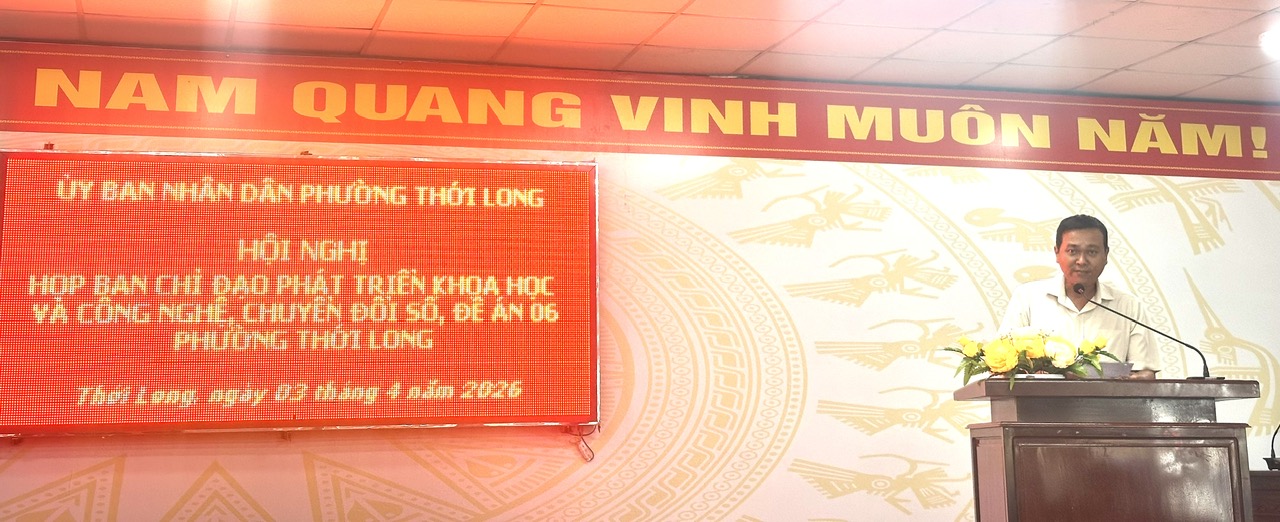 NAM QUANG VINH MUÔN NĂM!
ỦY BAN NHÂN DÂN PHƯỜNG THỚI LONG
HỘI NGHỊ
HỌP BAN CHỈ ĐẠO PHÁT TRIỂN KHOA HỌC
VÀ CÔNG NGHỆ, CHUYỂN ĐỔI SỐ, ĐỀ ÁN 06
PHƯỜNG THỚI LONG
Thới Long, ngày 03 tháng 4 năm 2026